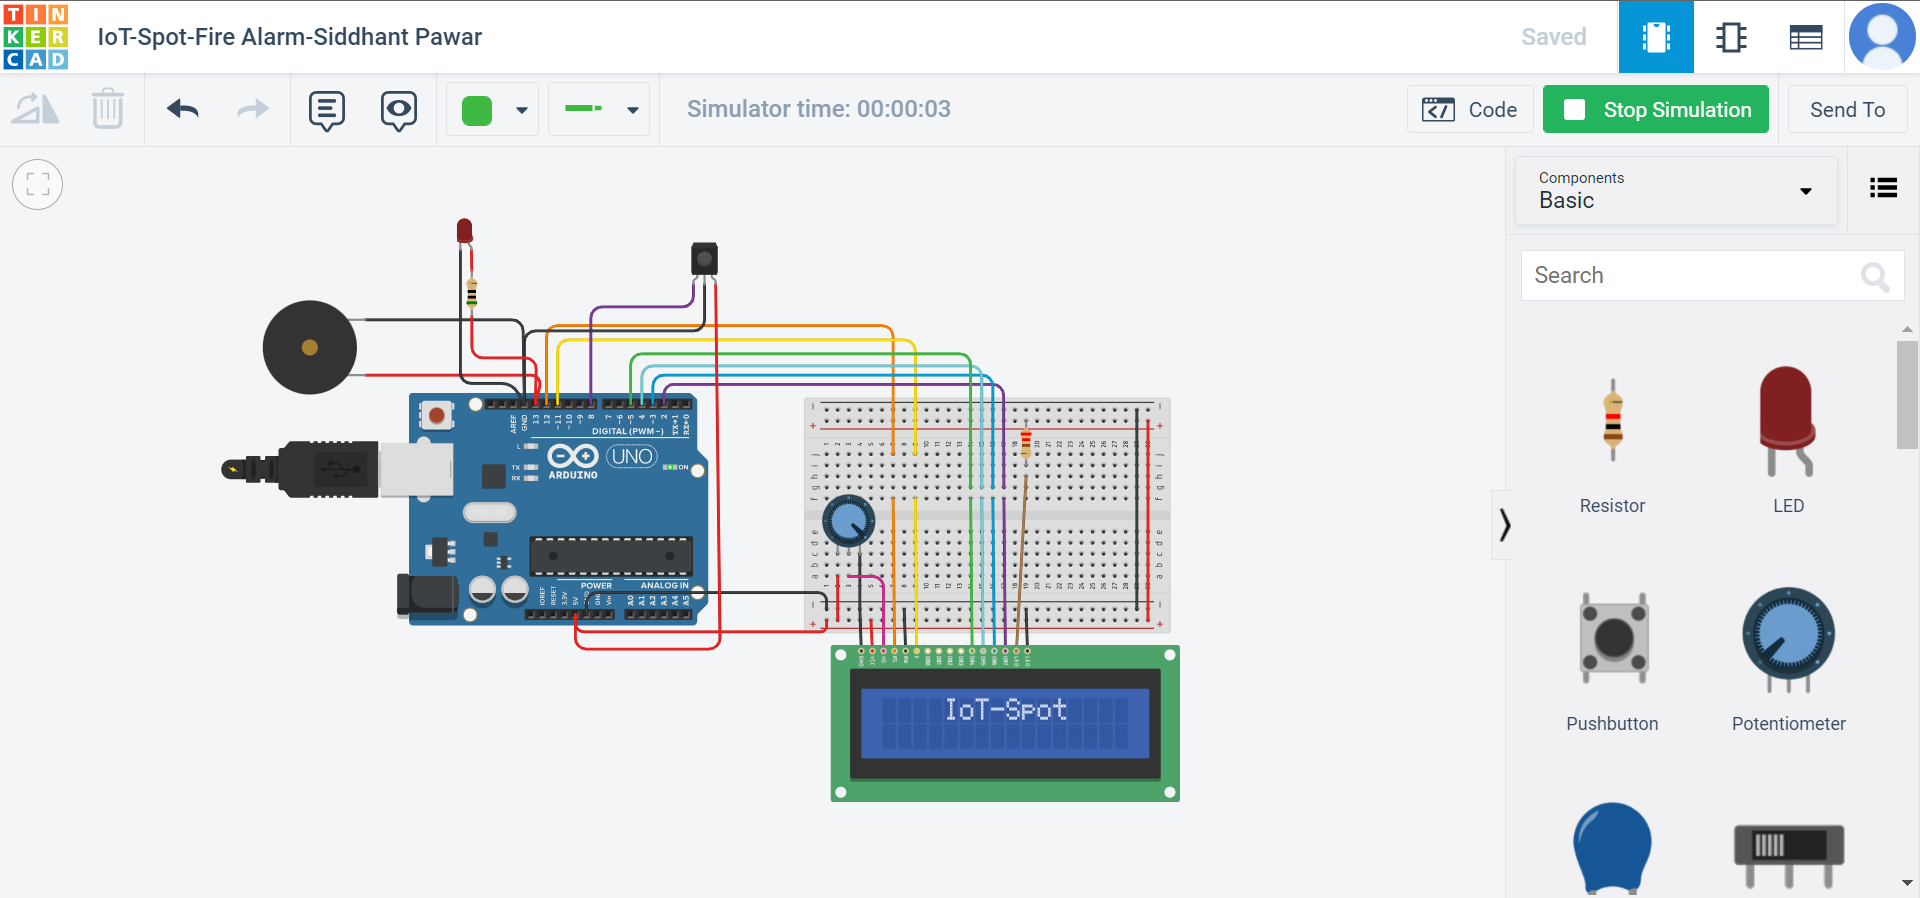 TIN
KER
CAD
IoT-Spot-Fire Alarm-Siddhant Pawar
Saved
Simulator time: 00:00:03
Code
Stop Simulation
Send To
Components
Basic
Search
Resistor
LED
Pushbutton
Potentiometer
AREF
GND
13
12
~11
~10
~9
8
7
~6
~5
4
~3
2
TX→1
RX←0
DIGITAL (PWM~)
L
TX
RX
ARDUINO
UNO
ON
POWER
ANALOG IN
IOREF
RESET
3.3V
5V
GND
Vin
A0
A1
A2
A3
A4
A5
IoT-Spot